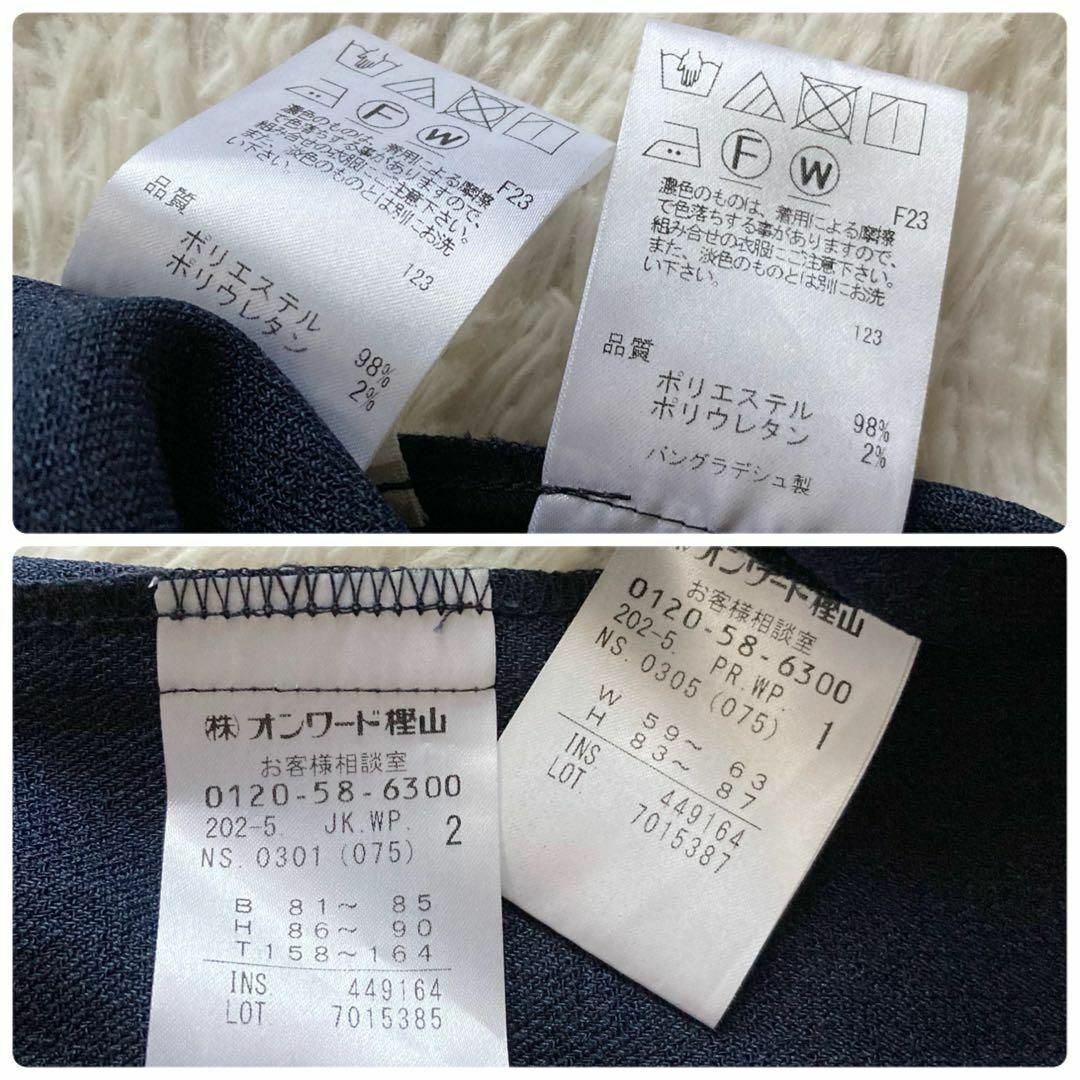 F
W
濃色のものは、着用による摩擦
で色落ちする事がありますので、
組み合せの衣服にご注意下さい。
また、淡色のものとは別にお洗
い下さい。
F23
123
品質
ポリエステル 98%
ポリウレタン 2%
F
W
F23
濃色のものは、着用による摩擦
で色落ちする事がありますので、
組み合せの衣服にご注意下さい。
また、淡色のものとは別にお洗
い下さい。
123
品質
ポリエステル 98%
ポリウレタン 2%
バングラデシュ製
㈱ オンワード樫山
お客様相談室
0120-58-6300
202-5. JK.WP. 2
NS. 0301 (075)
B 81〜 85
H 86〜 90
T 158〜164
INS 449164
LOT. 7015385
オンワード樫山
お客様相談室
0120-58-6300
202-5. PR.WP. 1
NS. 0305 (075)
W 59〜 63
H 83〜 87
INS 449164
LOT. 7015387